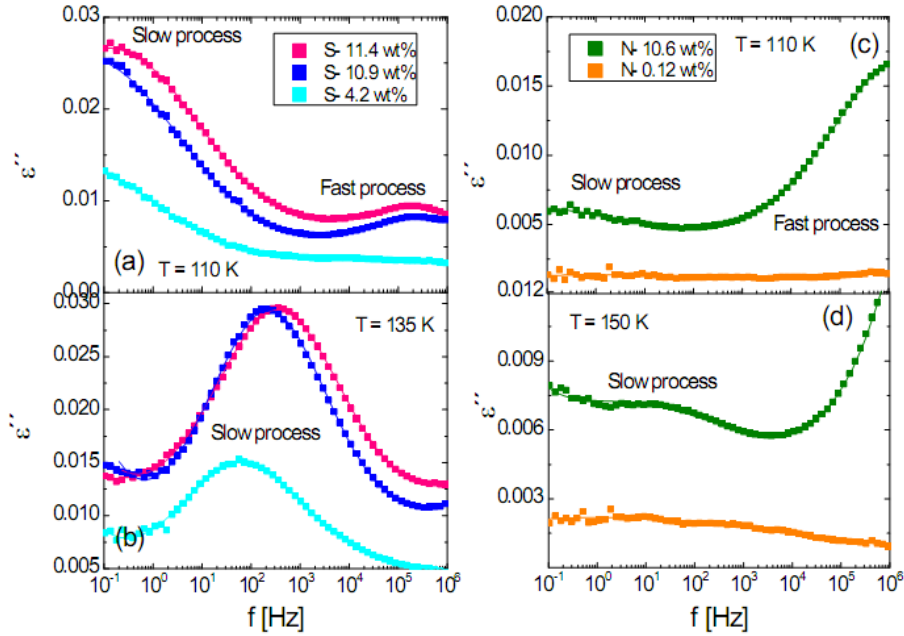 Slow process
S- 11.4 wt%
S- 10.9 wt%
S- 4.2 wt%
Fast process
(a)
T = 110 K
ε´´
0.03
0.02
0.01
0.00
0.030
0.025
0.020
0.015
0.010
0.005
T = 135 K
Slow process
(b)
ε´´
10-1 100 101 102 103 104 105 106
f [Hz]
N- 10.6 wt%
N- 0.12 wt%
T = 110 K
(c)
Slow process
Fast process
ε´´
0.020
0.015
0.010
0.005
0.012
0.009
0.006
0.003
T = 150 K
(d)
Slow process
ε´´
10-1 100 101 102 103 104 105 106
f [Hz]